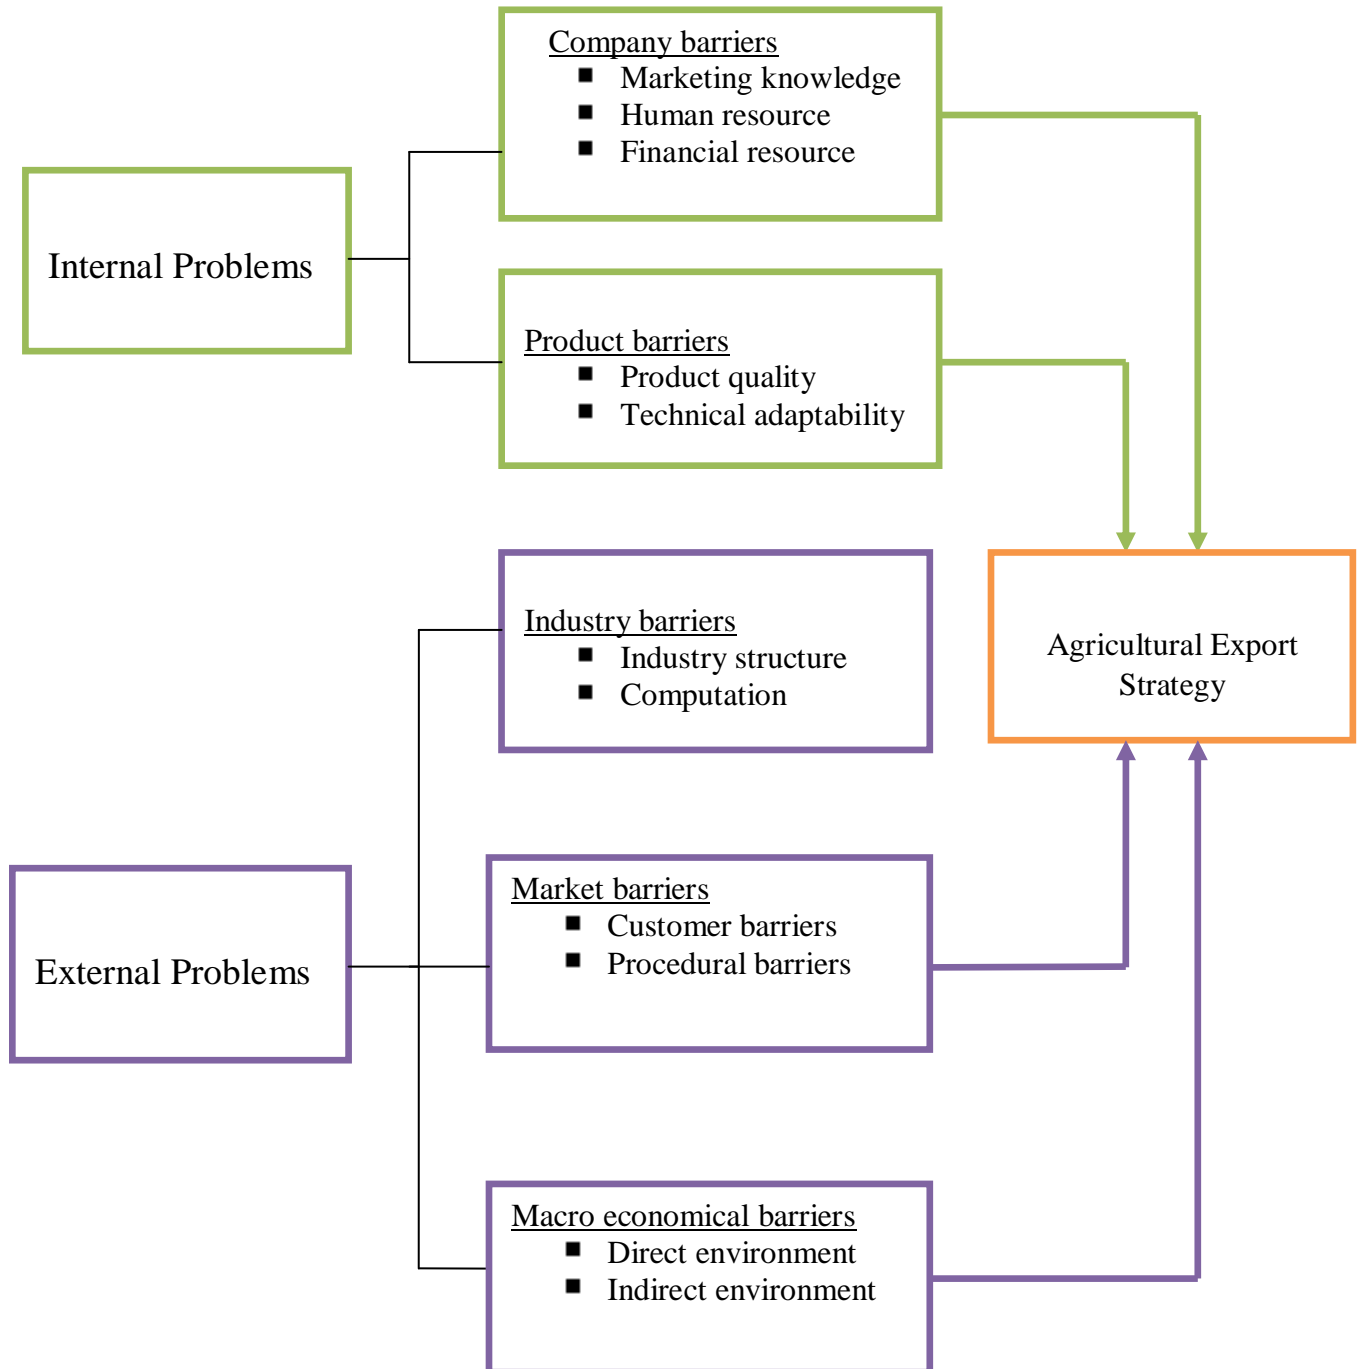 Company barriers
■ Marketing knowledge
■ Human resource
■ Financial resource
Internal Problems
Product barriers
■ Product quality
■ Technical adaptability
Industry barriers
■ Industry structure
■ Computation
Agricultural Export
Strategy
Market barriers
■ Customer barriers
■ Procedural barriers
External Problems
Macro economical barriers
■ Direct environment
■ Indirect environment